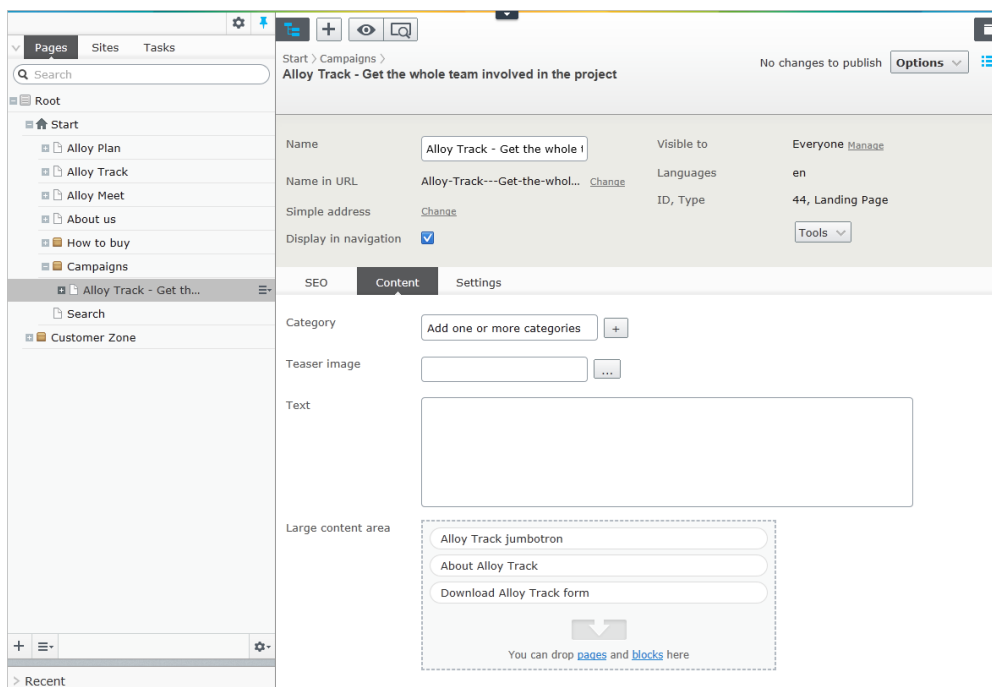 Pages Sites Tasks
Search
Root
Start
Alloy Plan
Alloy Track
Alloy Meet
About us
How to buy
Campaigns
Alloy Track - Get th...
Search
Customer Zone
> Recent
Start > Campaigns >
Alloy Track - Get the whole team involved in the project
No changes to publish Options
Name Alloy Track - Get the whole t
Name in URL Alloy-Track---Get-the-whol... Change
Simple address Change
Display in navigation
Visible to Everyone Manage
Languages en
ID, Type 44, Landing Page
Tools
SEO Content Settings
Category Add one or more categories +
Teaser image ...
Text
Large content area
Alloy Track jumbotron
About Alloy Track
Download Alloy Track form
You can drop pages and blocks here